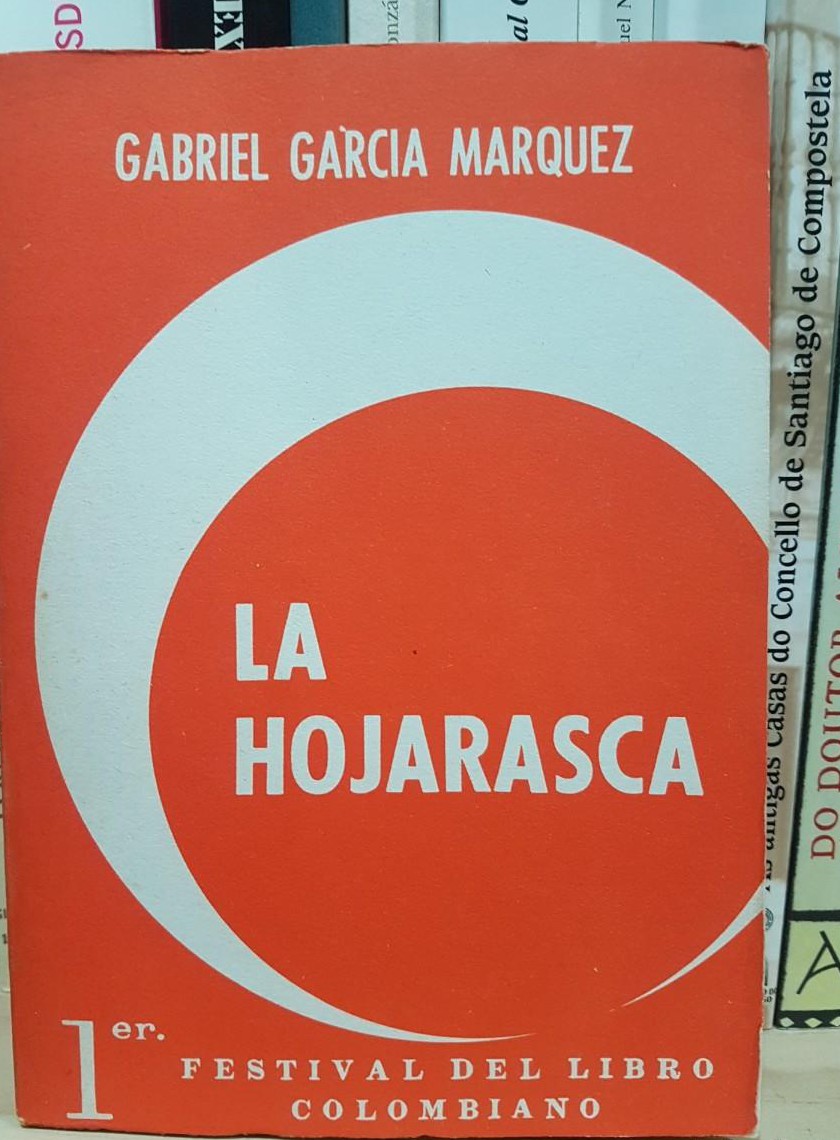 GABRIEL GARCIA MARQUEZ
LA
HOJARASCA
1er.
FESTIVAL DEL LIBRO
COLOMBIANO
As antigas Casas do Concello de Santiago de Compostela
DO DOUTOR
SD